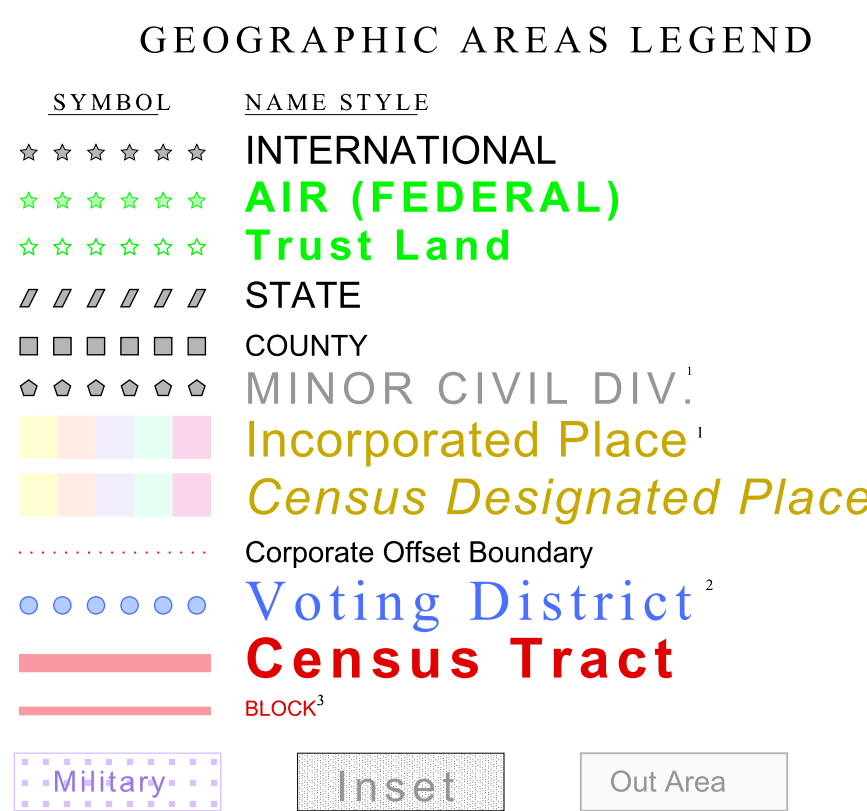 GEOGRAPHIC AREAS LEGEND
SYMBOL NAME STYLE
INTERNATIONAL
AIR (FEDERAL)
Trust Land
STATE
COUNTY
MINOR CIVIL DIV.¹
Incorporated Place ¹
Census Designated Place
Corporate Offset Boundary
Voting District ²
Census Tract
BLOCK³
Military Inset Out Area